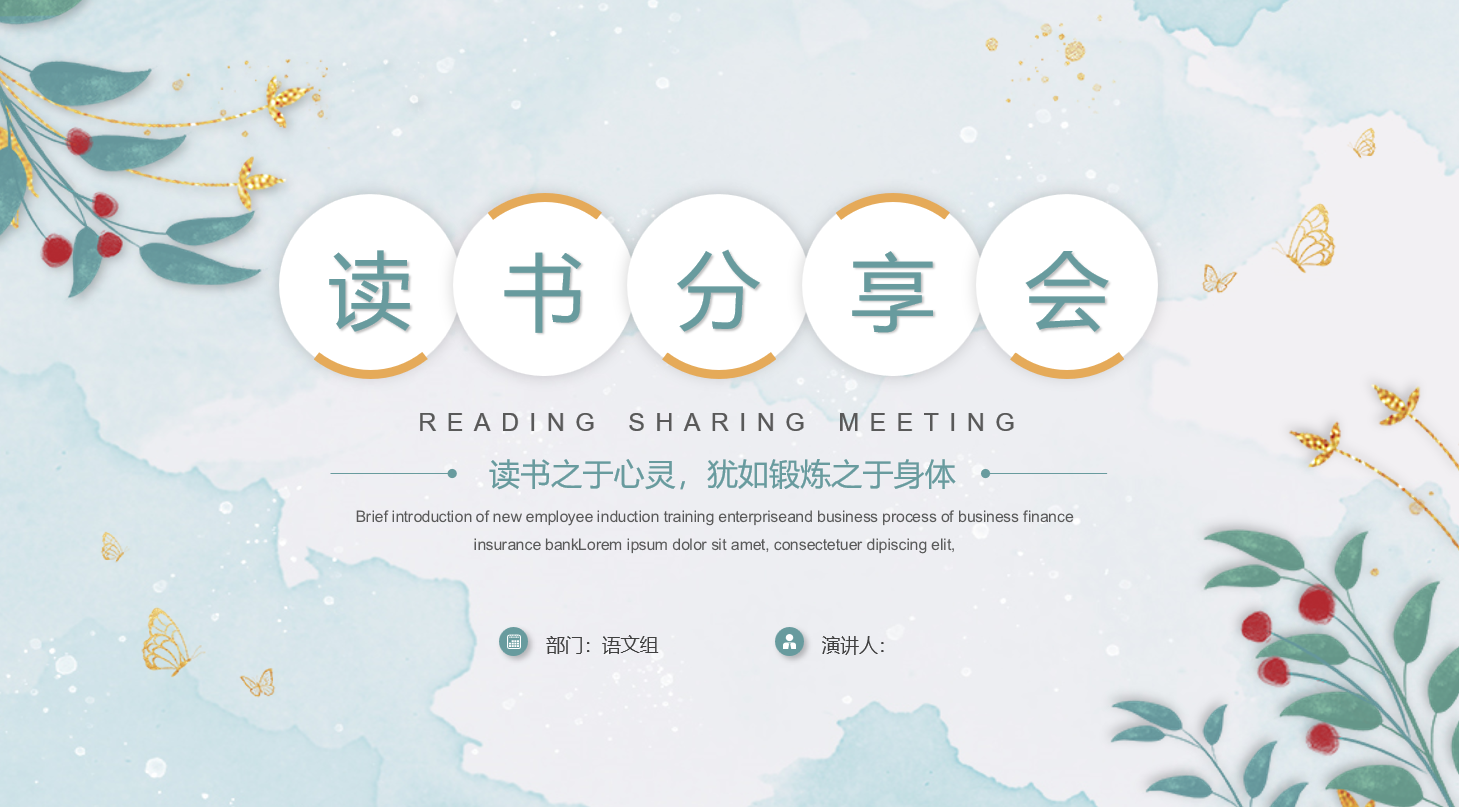 读书分享会
READING SHARING MEETING
读书之于心灵，犹如锻炼之于身体
Brief introduction of new employee induction training enterpriseand business process of business finance
insurance bankLorem ipsum dolor sit amet, consectetuer dipiscing elit,
部门：语文组 演讲人：